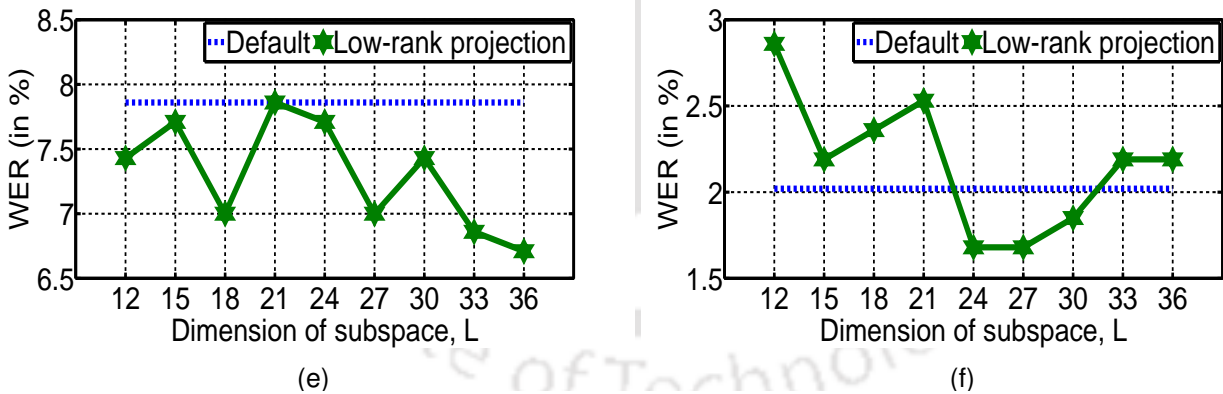 8.5
Default Low-rank projection
8
7.5
7
6.5
WER (in %)
12 15 18 21 24 27 30 33 36
Dimension of subspace, L
(e)
3
Default Low-rank projection
2.5
2
1.5
WER (in %)
12 15 18 21 24 27 30 33 36
Dimension of subspace, L
(f)
of Technolo